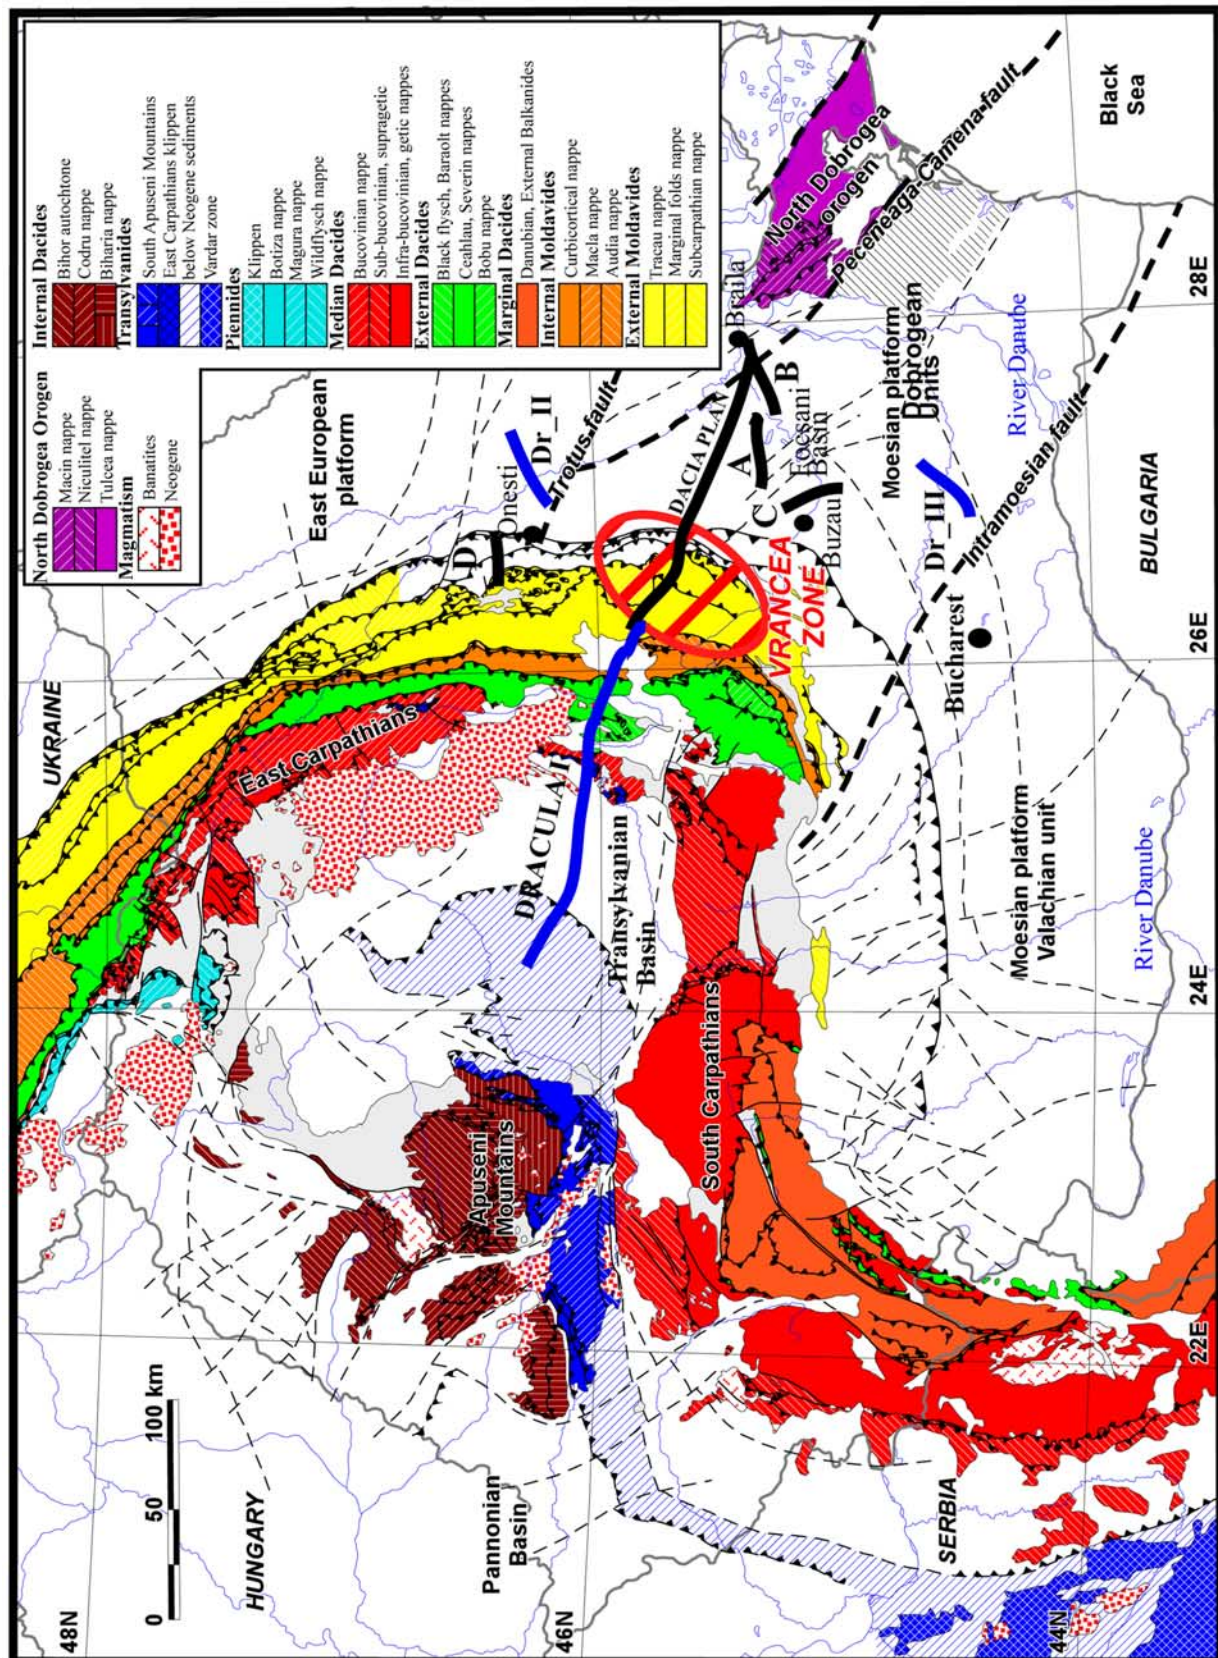 North Dobrogea Orogen
Macin nappe
Niculitel nappe
Tulcea nappe
Magmatism
Banatites
Neogene
Internal Dacides
Bihor autochtone
Codru nappe
Biharia nappe
Transylvanides
South Apuseni Mountains
East Carpathians klippen
below Neogene sediments
Vardar zone
Pienides
Klippen
Botiza nappe
Magura nappe
Wildflysch nappe
Median Dacides
Bucovinian nappe
Sub-bucovinian, supragetic
Infra-bucovinian, getic nappes
External Dacides
Black flysch, Baraolt nappes
Ceahlau, Severin nappes
Bobu nappe
Marginal Dacides
Danubian, External Balkanides
Internal Moldavides
Curbicortical nappe
Macla nappe
Audia nappe
External Moldavides
Tarcau nappe
Marginal folds nappe
Subcarpathian nappe
48N
46N
44N
22E
24E
26E
28E
0 50 100 km
HUNGARY
UKRAINE
SERBIA
BULGARIA
Pannonian
Basin
Apuseni
Mountains
East Carpathians
South Carpathians
Transylvanian
Basin
East European
platform
DRACULA II
DACIA PLAN
VRANCEA
ZONE
Onesti
Dr_II
Trotus fault
A
B
C
D
Braila
Focsani
Basin
Buzau
Bucharest
Dr_III
Intramoesian fault
Moesian platform
Dobrogean
Units
Moesian platform
Valachian unit
River Danube
River Danube
North Dobrogea
orogen
Peceneaga-Camena fault
Black
Sea